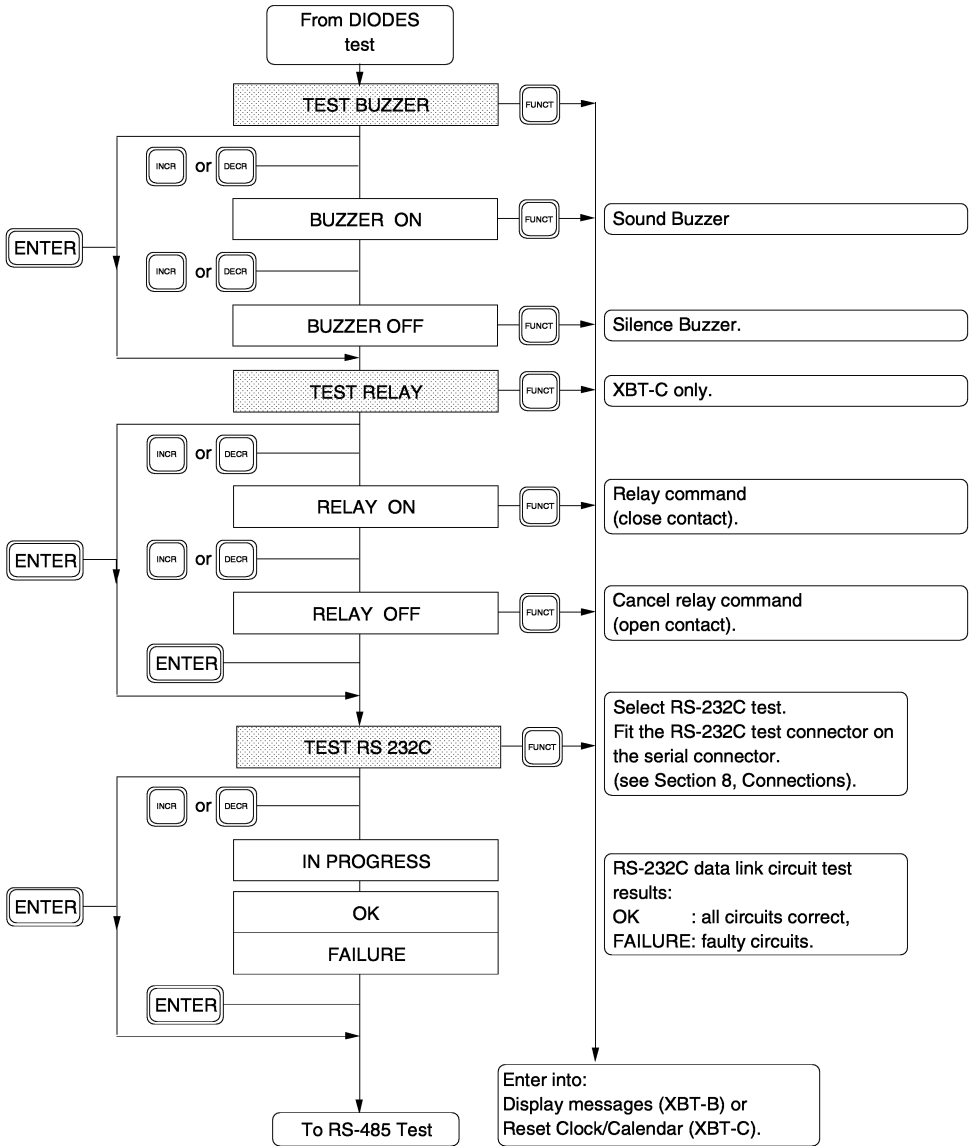 From DIODES
test
TEST BUZZER
FUNCT
INCR or DECR
BUZZER ON
FUNCT
Sound Buzzer
ENTER
INCR or DECR
BUZZER OFF
FUNCT
Silence Buzzer.
TEST RELAY
FUNCT
XBT-C only.
INCR or DECR
RELAY ON
FUNCT
Relay command
(close contact).
ENTER
INCR or DECR
RELAY OFF
FUNCT
Cancel relay command
(open contact).
ENTER
TEST RS 232C
FUNCT
Select RS-232C test.
Fit the RS-232C test connector on
the serial connector.
(see Section 8, Connections).
INCR or DECR
IN PROGRESS
ENTER
OK
FAILURE
RS-232C data link circuit test
results:
OK : all circuits correct,
FAILURE: faulty circuits.
ENTER
To RS-485 Test
Enter into:
Display messages (XBT-B) or
Reset Clock/Calendar (XBT-C).